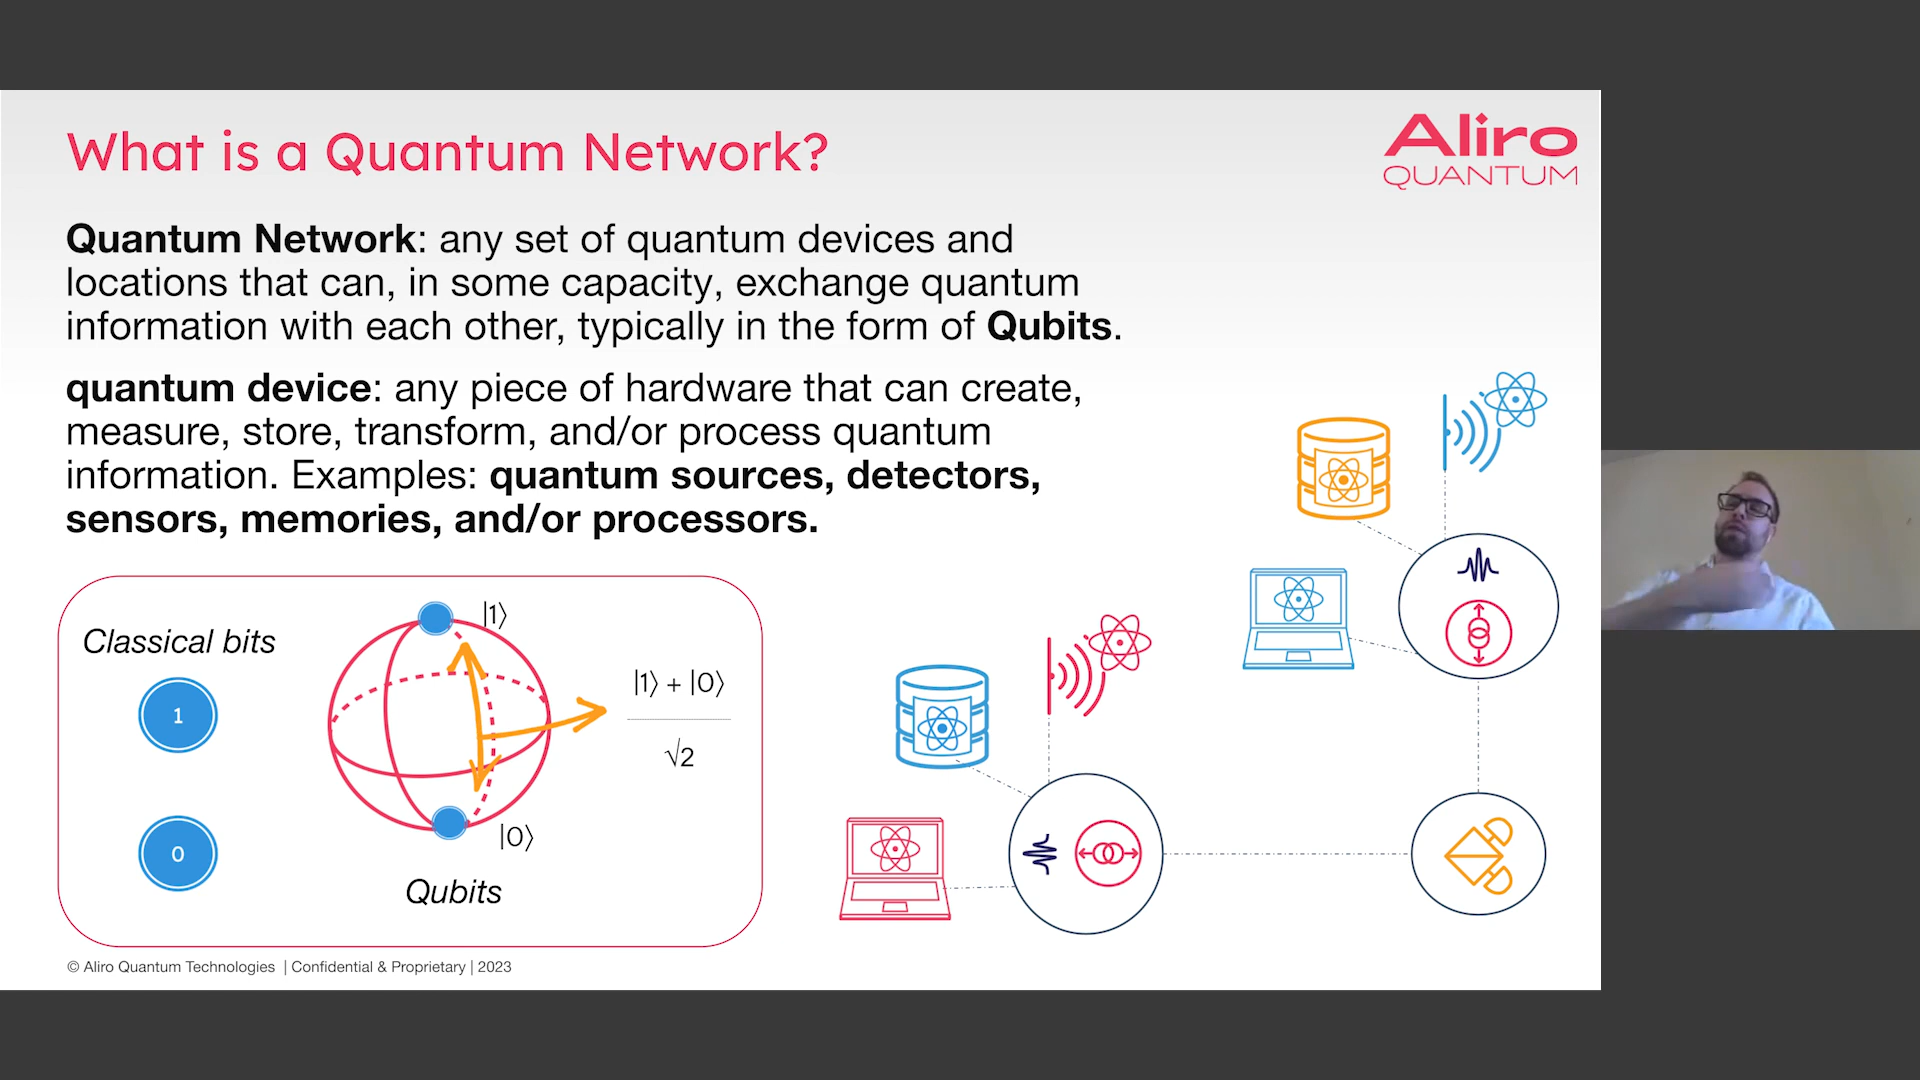 What is a Quantum Network?
Aliro
QUANTUM
Quantum Network: any set of quantum devices and
locations that can, in some capacity, exchange quantum
information with each other, typically in the form of Qubits.
quantum device: any piece of hardware that can create,
measure, store, transform, and/or process quantum
information. Examples: quantum sources, detectors,
sensors, memories, and/or processors.
Classical bits
1
0
|1⟩
|1⟩ + |0⟩
√2
|0⟩
Qubits
© Aliro Quantum Technologies | Confidential & Proprietary | 2023